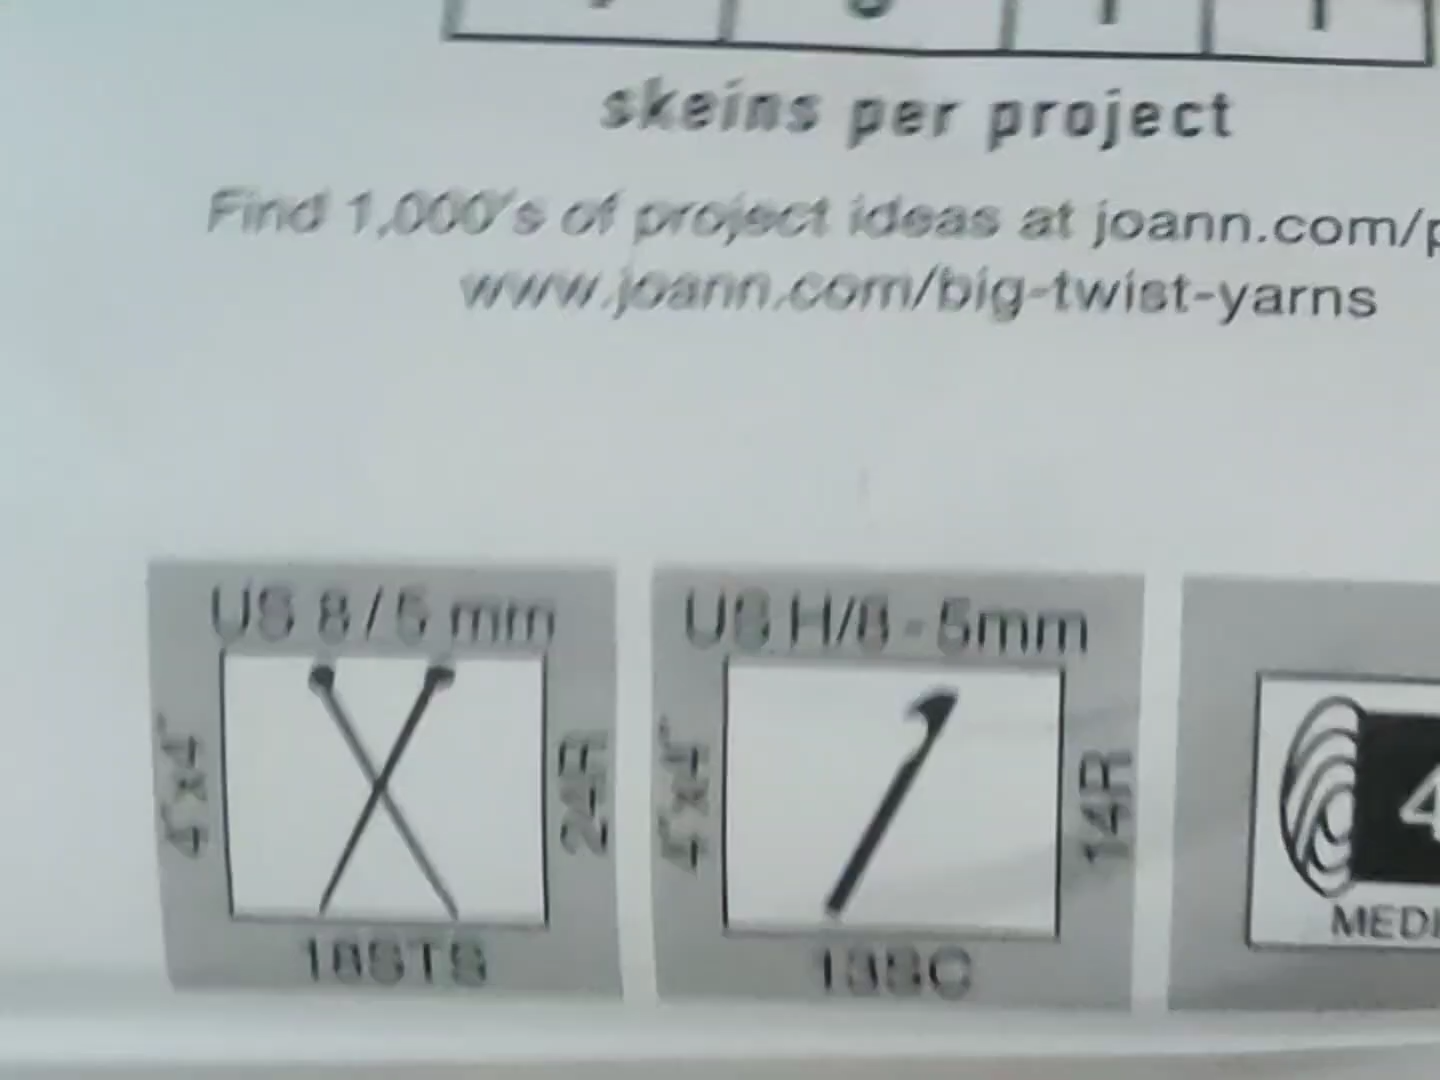 skeins per project
Find 1,000's of project ideas at joann.com/p
www.joann.com/big-twist-yarns
US 8/5 mm
4"x4"
24R
18STS
US H/8-5mm
4"x4"
14R
13SC
4
MEDI